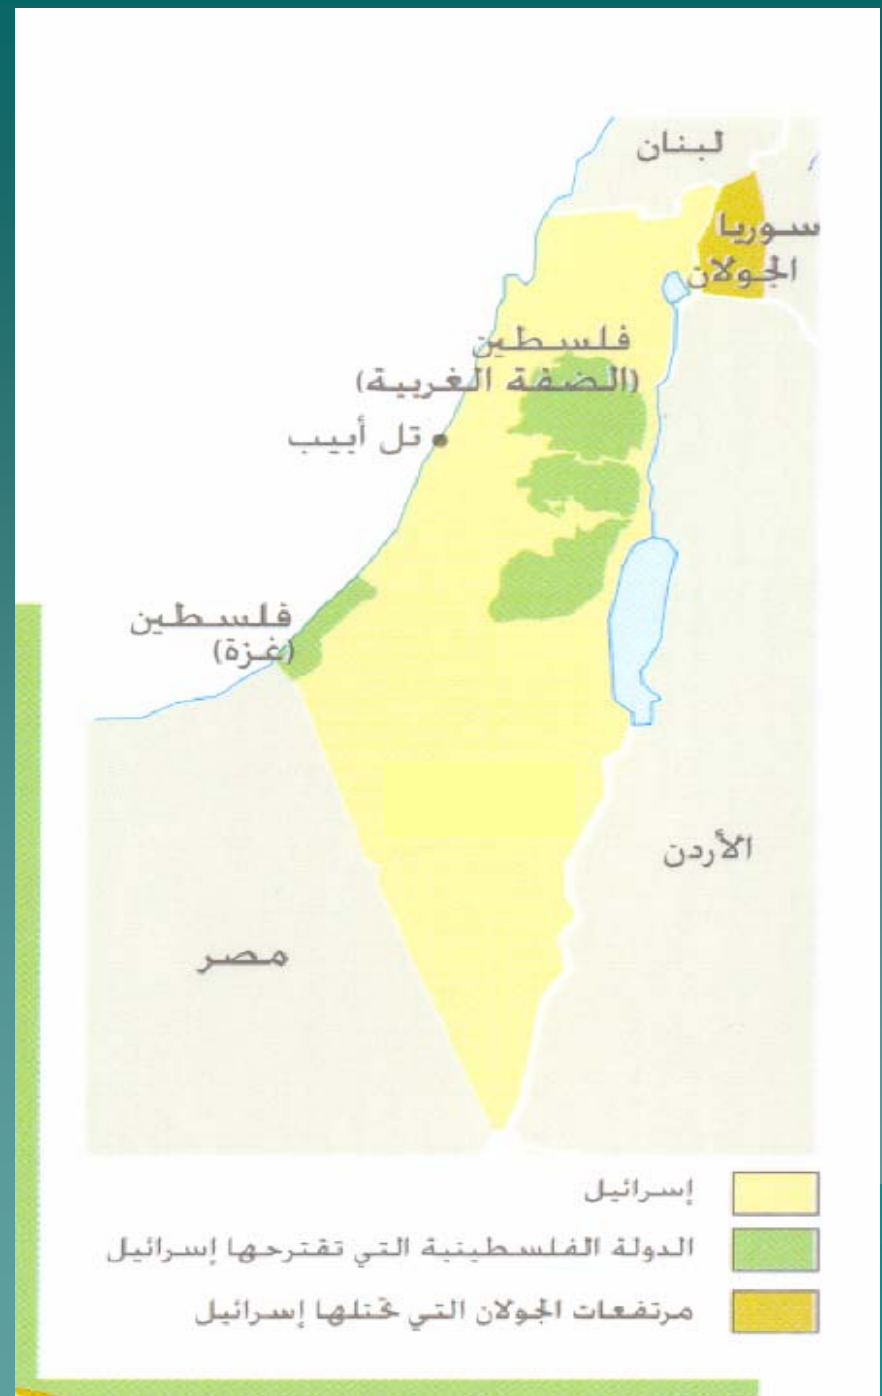 لبنان
سوريا
الجولان
فلسطين
(الضفة الغربية)
تل أبيب
فلسطين
(غزة)
الأردن
مصر
إسرائيل
الدولة الفلسطينية التي تقترحها إسرائيل
مرتفعات الجولان التي تحتلها إسرائيل